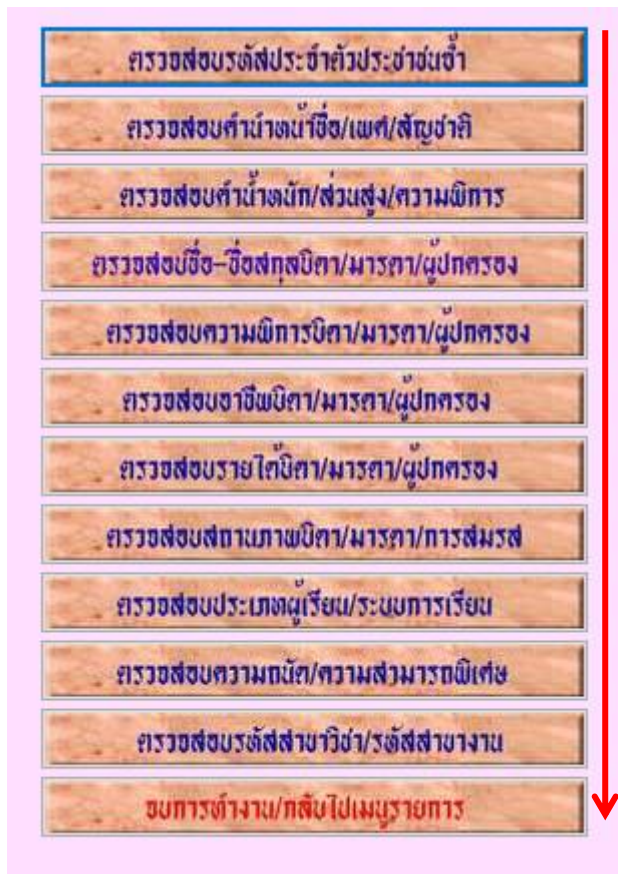 ตรวจสอบรหัสประจำตัวประชาชนซ้ำ
ตรวจสอบคำนำหน้าชื่อ/เพศ/สัญชาติ
ตรวจสอบค่าน้ำหนัก/ส่วนสูง/ความพิการ
ตรวจสอบชื่อ-ชื่อสกุลบิดา/มารดา/ผู้ปกครอง
ตรวจสอบความพิการบิดา/มารดา/ผู้ปกครอง
ตรวจสอบอาชีพบิดา/มารดา/ผู้ปกครอง
ตรวจสอบรายได้บิดา/มารดา/ผู้ปกครอง
ตรวจสอบสถานภาพบิดา/มารดา/การสมรส
ตรวจสอบประเภทผู้เรียน/ระบบการเรียน
ตรวจสอบความถนัด/ความสามารถพิเศษ
ตรวจสอบรหัสสาขาวิชา/รหัสสาขางาน
จบการทำงาน/กลับไปเมนูรายการ